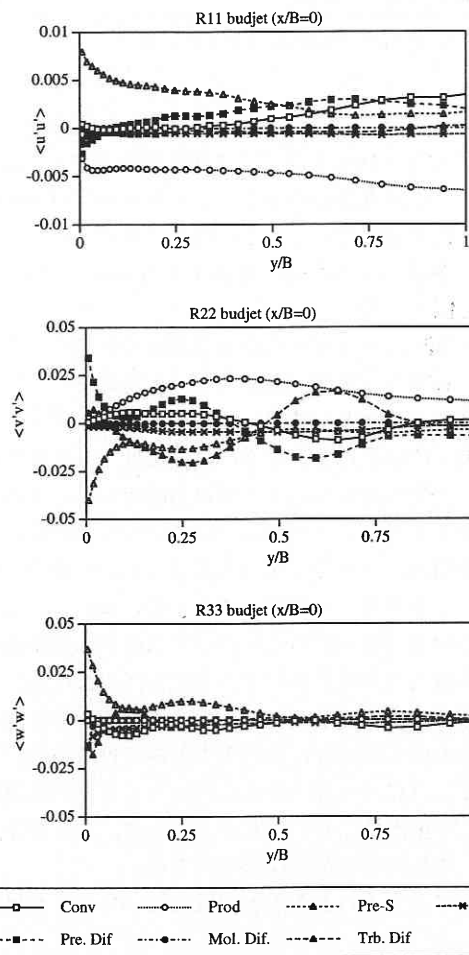 R11 budjet (x/B=0)
0.01
0.005
0
-0.005
-0.01
<u'u'>
0 0.25 0.5 0.75 1
y/B
R22 budjet (x/B=0)
0.05
0.025
0
-0.025
-0.05
<v'v'>
0 0.25 0.5 0.75
y/B
R33 budjet (x/B=0)
0.05
0.025
0
-0.025
-0.05
<w'w'>
0 0.25 0.5 0.75
y/B
Conv Prod Pre-S
Pre. Dif Mol. Dif. Trb. Dif